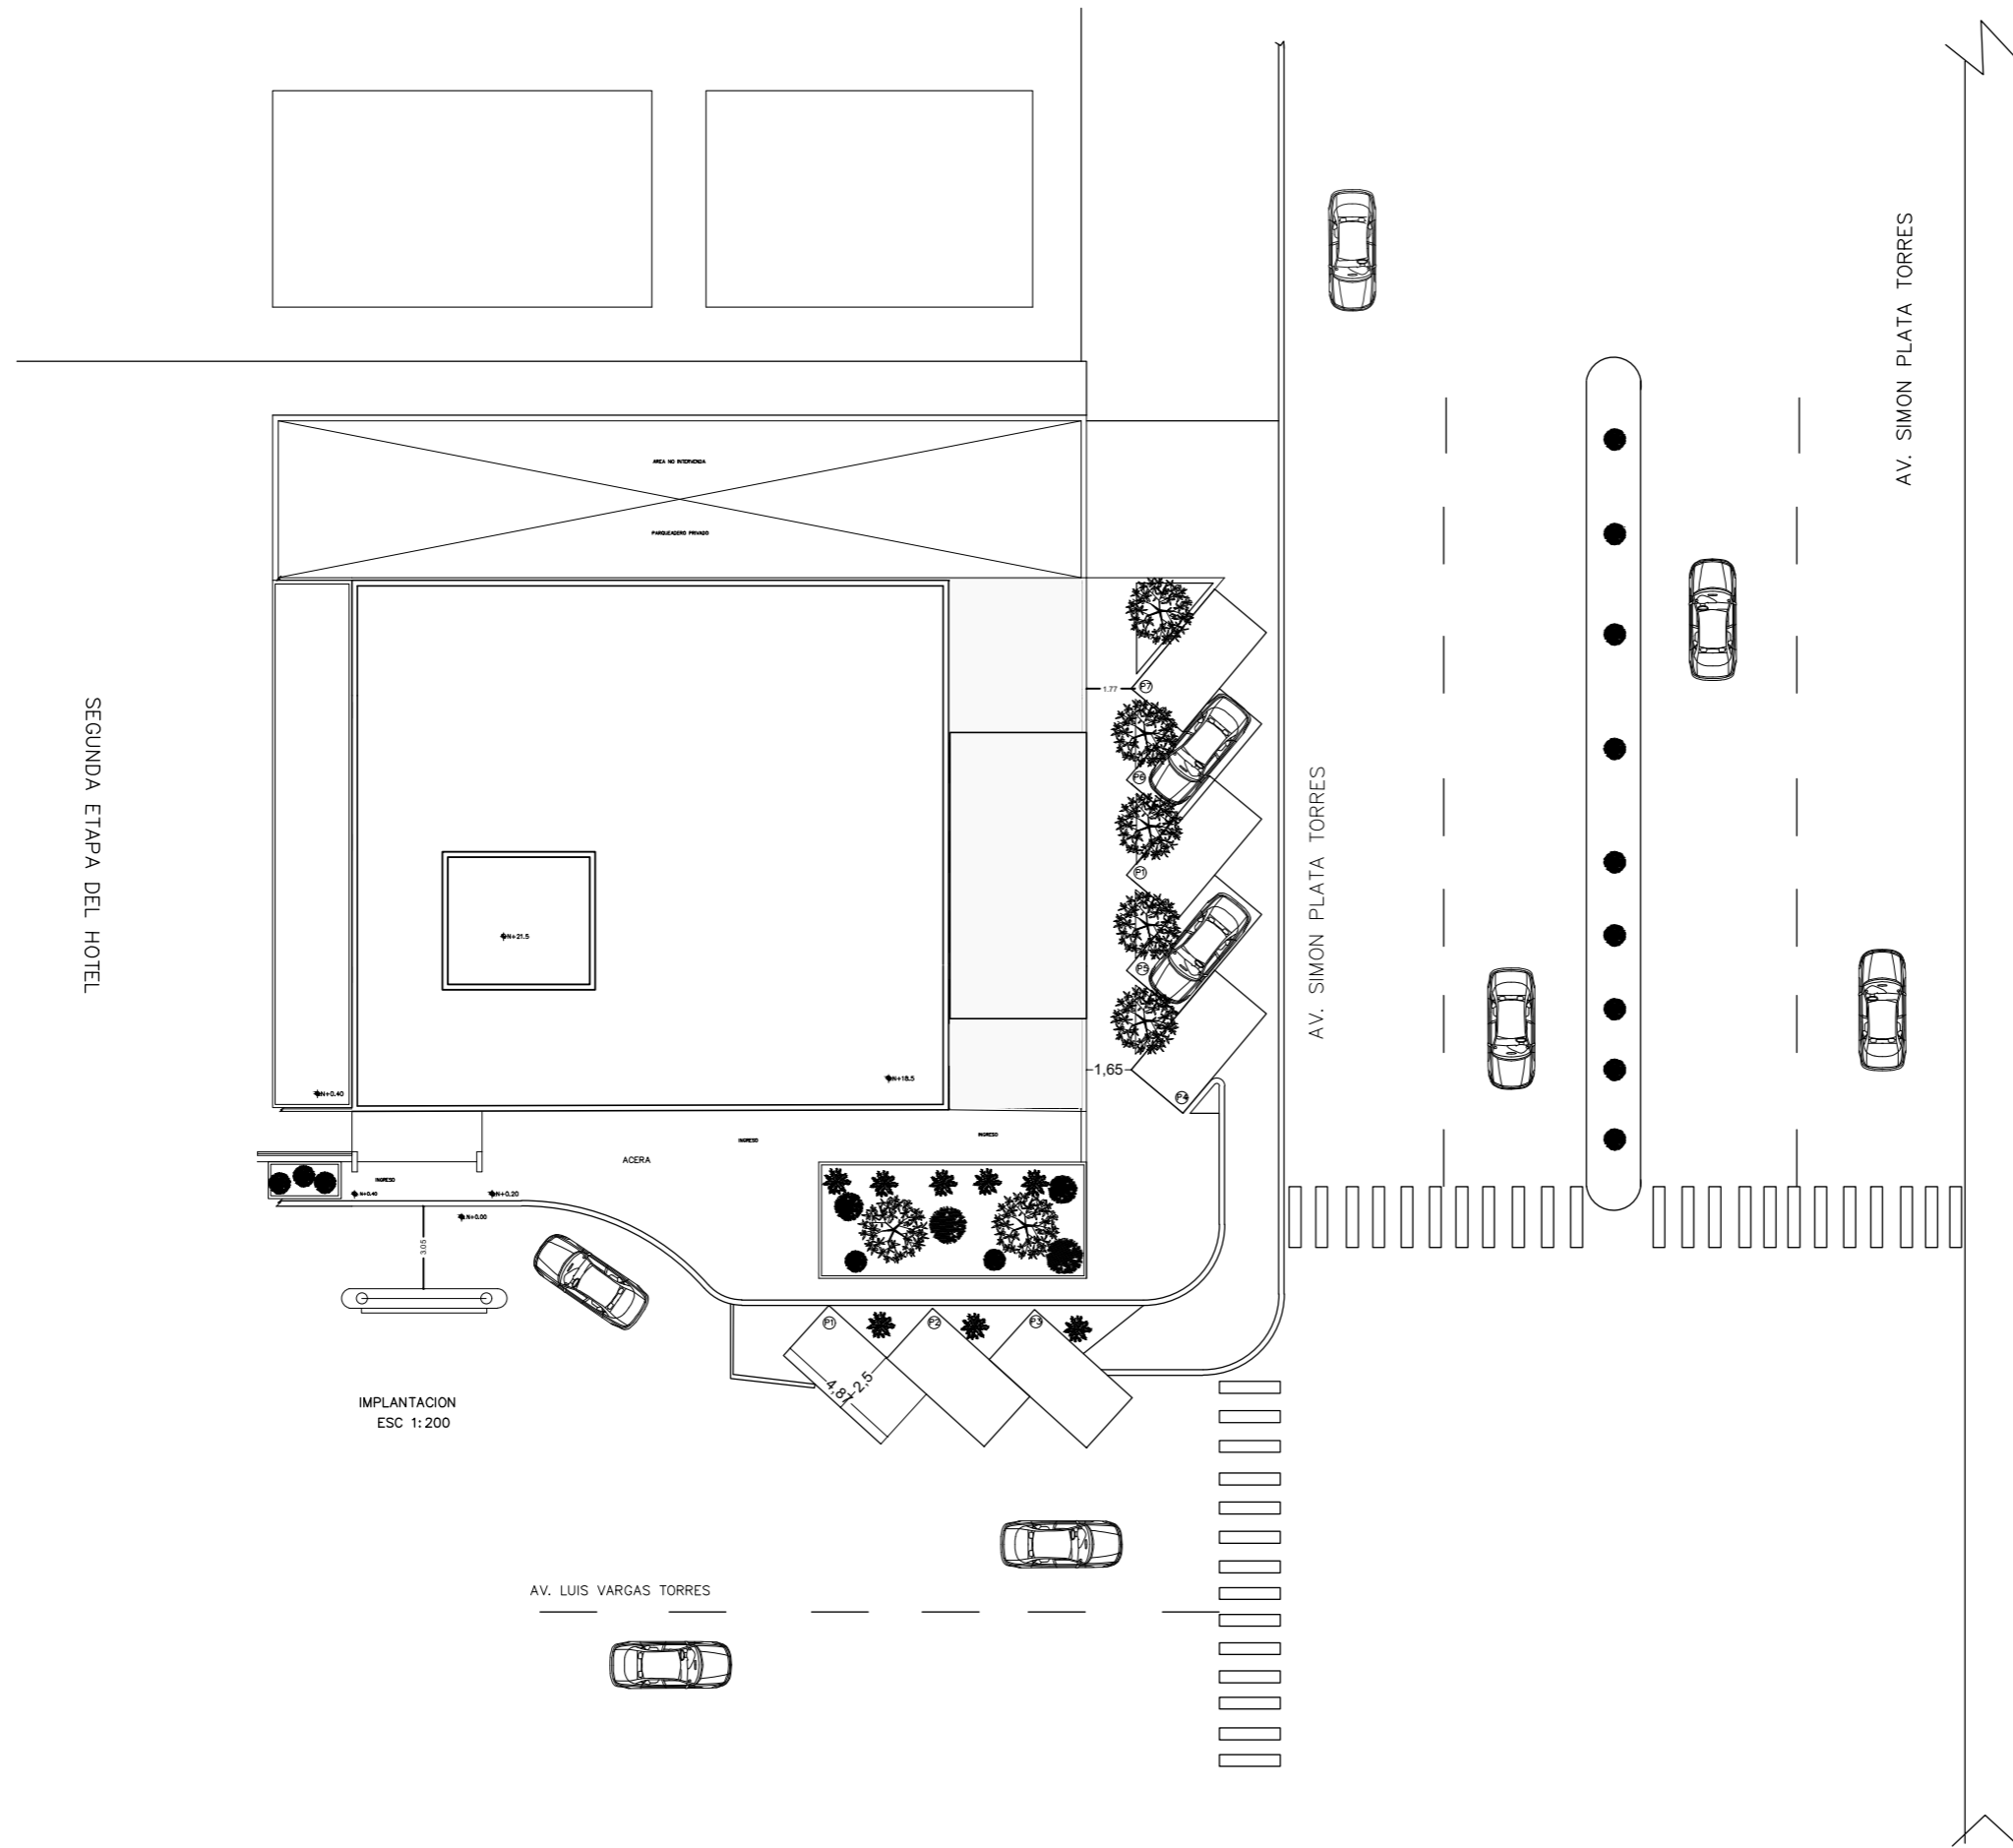 AV. SIMON PLATA TORRES
AREA NO INTERVENIDA
PARQUEADERO PRIVADO
SEGUNDA ETAPA DEL HOTEL
1.77
P7
P6
P1
P5
P4
AV. SIMON PLATA TORRES
N+21.5
1,65
N+18.5
N+0.40
INGRESO
INGRESO
ACERA
INGRESO
N+0.40
N+0.20
N+0.00
3.05
P1
P2
P3
4,87
2,5
IMPLANTACION
ESC 1:200
AV. LUIS VARGAS TORRES